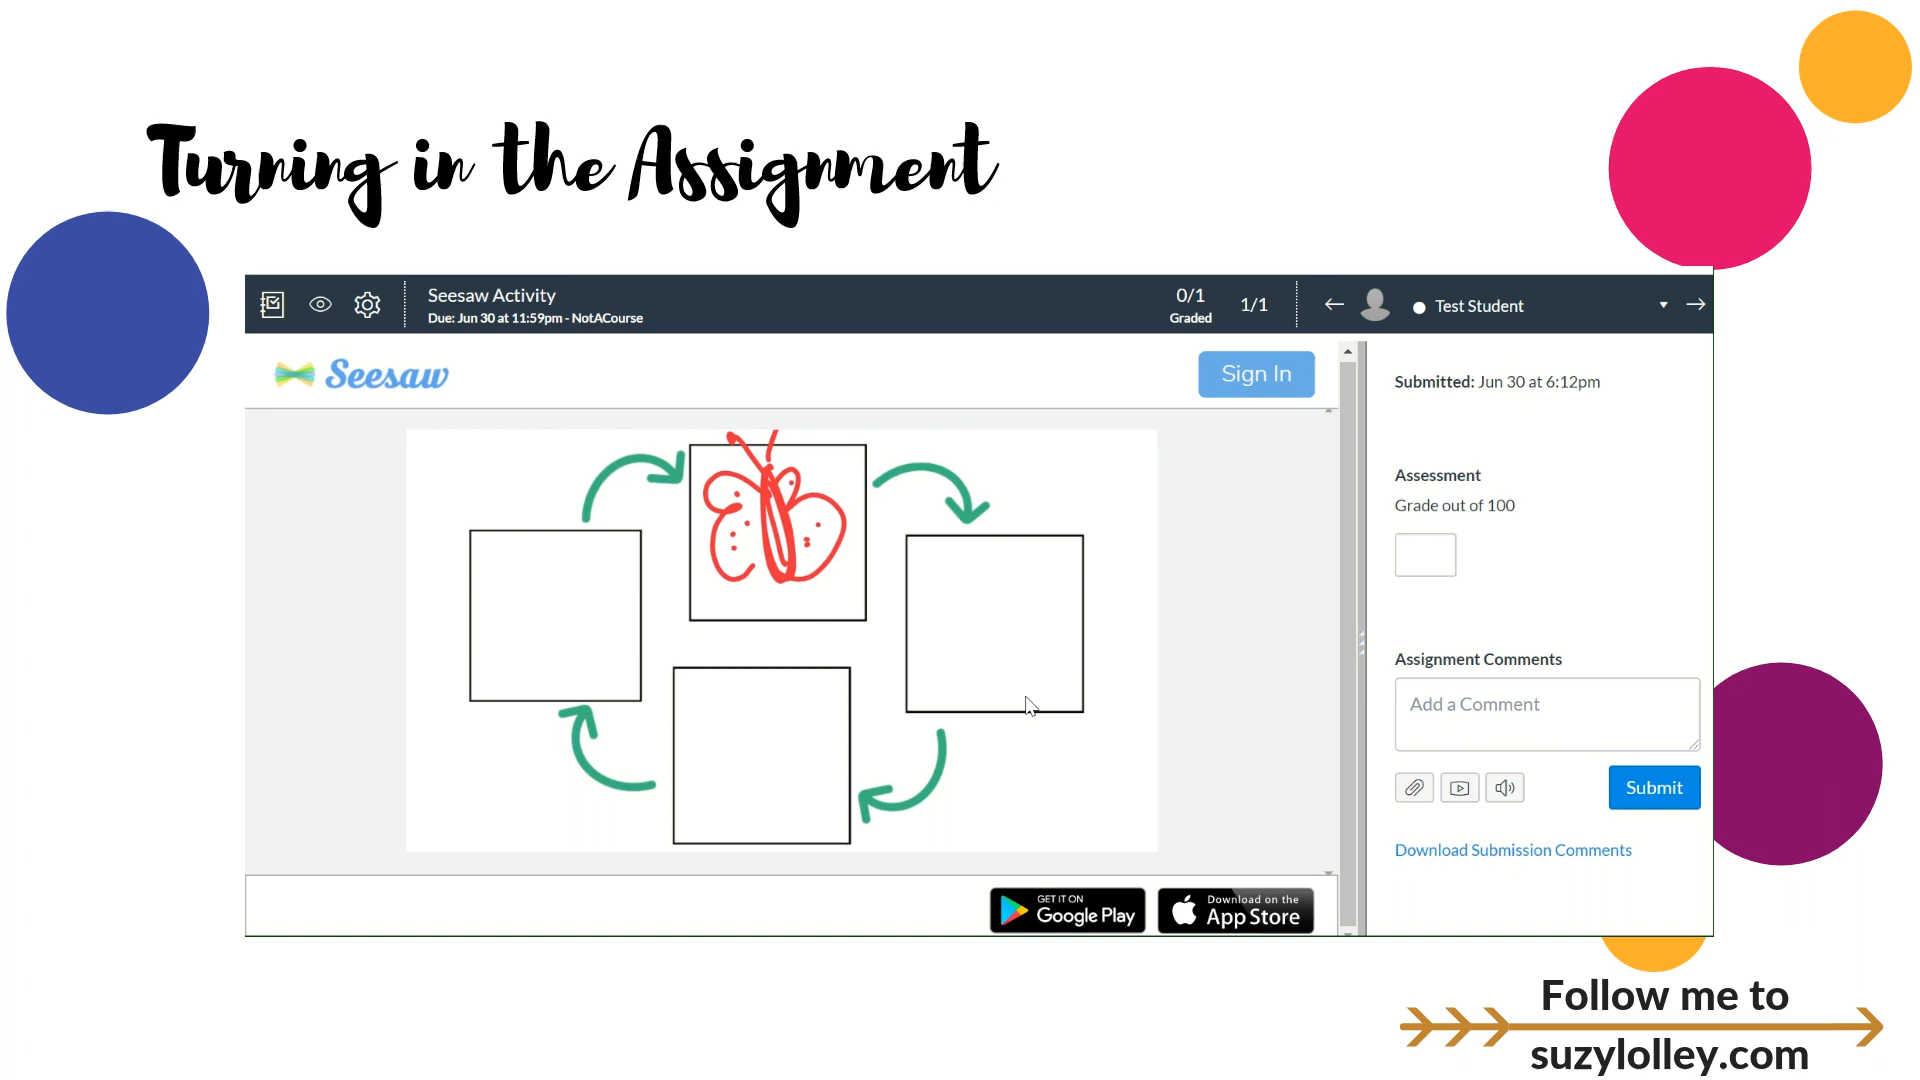 Turning in the Assignment
Seesaw Activity
Due: Jun 30 at 11:59pm - NotACourse
0/1
Graded
1/1
Test Student
Seesaw
Sign In
Submitted: Jun 30 at 6:12pm
Assessment
Grade out of 100
Assignment Comments
Add a Comment
Submit
Download Submission Comments
GET IT ON
Google Play
Download on the
App Store
Follow me to
suzylolley.com